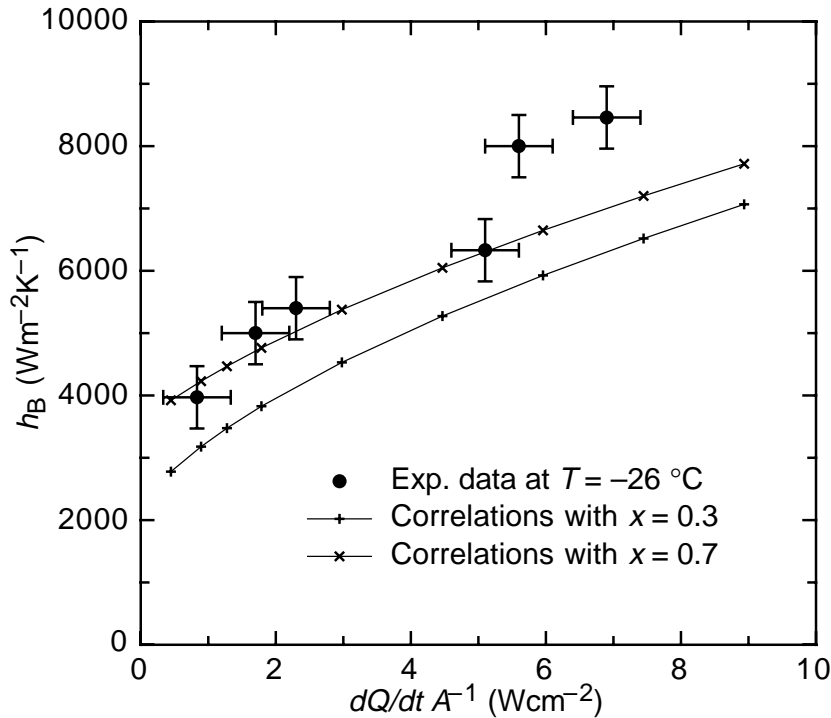 10000
8000
6000
4000
2000
0
h_B (Wm⁻²K⁻¹)
Exp. data at T = –26 °C
Correlations with x = 0.3
Correlations with x = 0.7
0 2 4 6 8 10
dQ/dt A⁻¹ (Wcm⁻²)